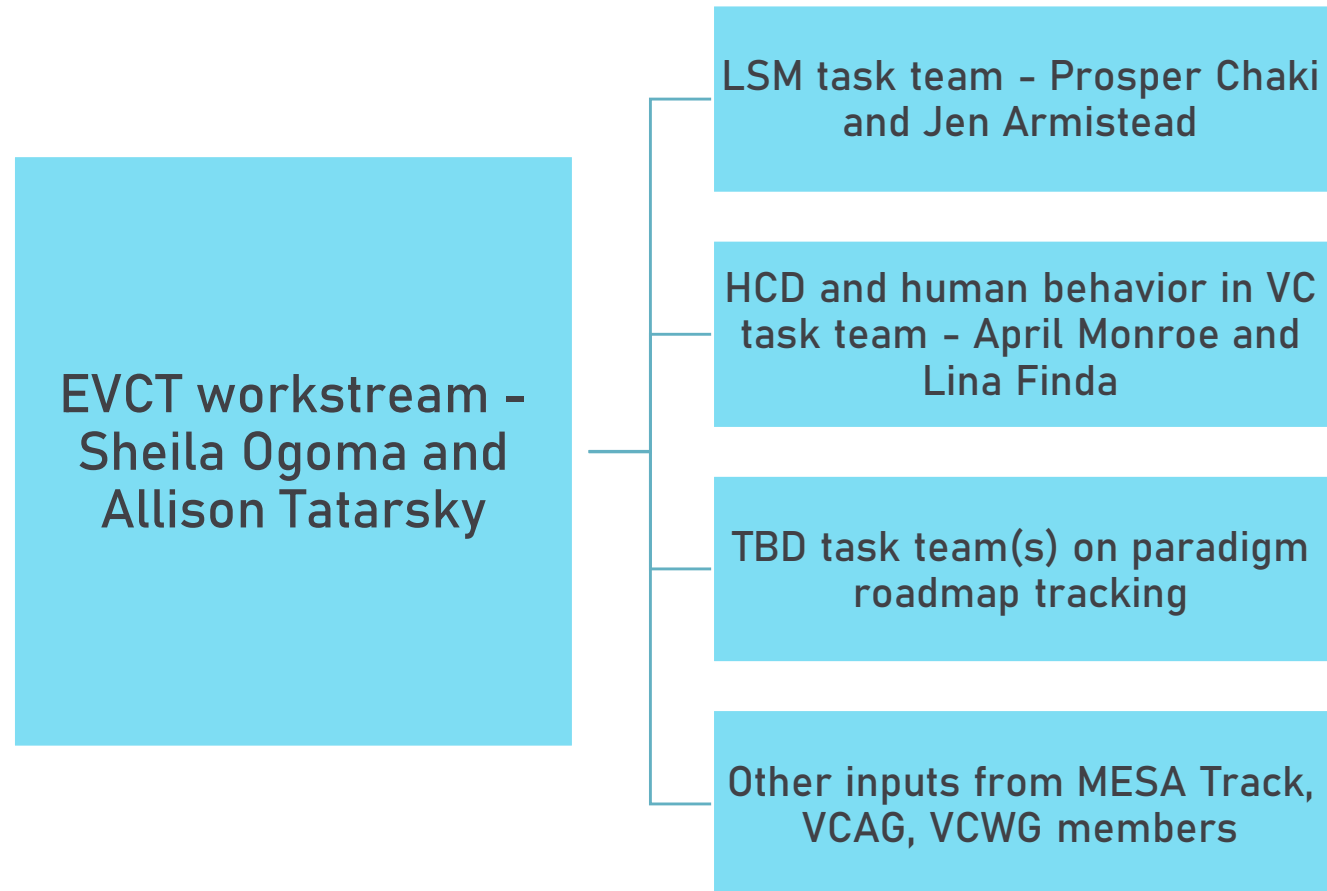 EVCT workstream -
Sheila Ogoma and
Allison Tatarsky
LSM task team - Prosper Chaki
and Jen Armistead
HCD and human behavior in VC
task team - April Monroe and
Lina Finda
TBD task team(s) on paradigm
roadmap tracking
Other inputs from MESA Track,
VCAG, VCWG members